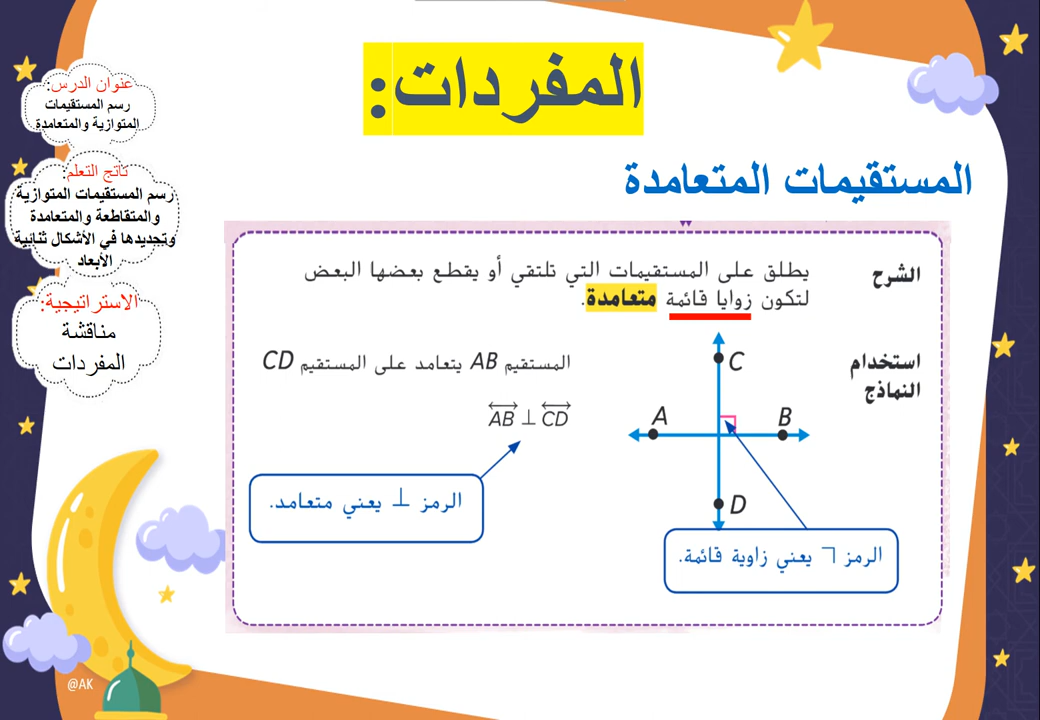 المفردات:
المستقيمات المتعامدة
عنوان الدرس:
رسم المستقيمات
المتوازية والمتعامدة
ناتج التعلم:
رسم المستقيمات المتوازية
والمتقاطعة والمتعامدة
وتحديدها في الأشكال ثنائية
الأبعاد
الاستراتيجية:
مناقشة
المفردات
الشرح
يطلق على المستقيمات التي تلتقي أو يقطع بعضها البعض
لتكون زوايا قائمة متعامدة.
استخدام
النماذج
المستقيم AB يتعامد على المستقيم CD
AB ⊥ CD
الرمز ⊥ يعني متعامد.
C
A
B
D
الرمز ㄱ يعني زاوية قائمة.
@AK